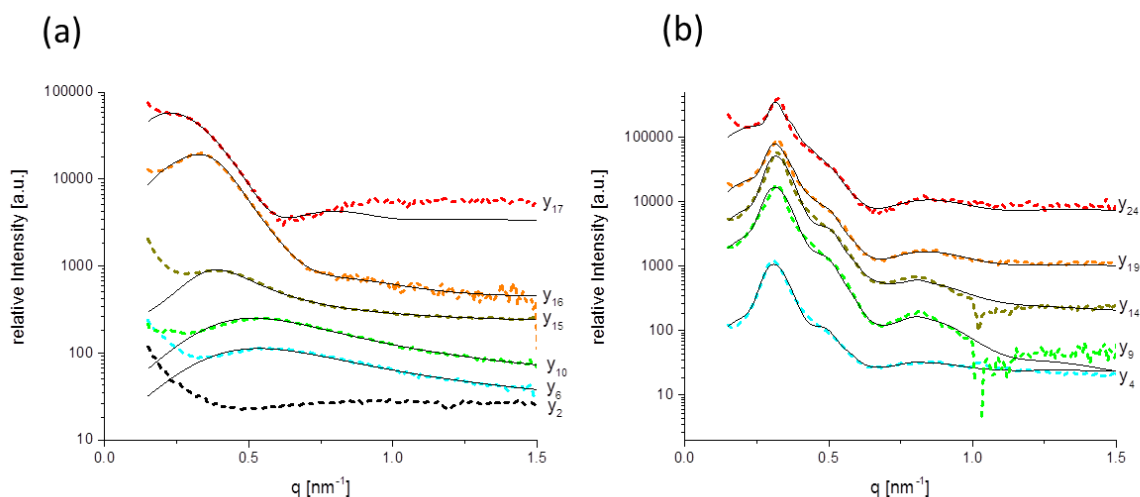 (a)
relative Intensity [a.u.]
100000
10000
1000
100
10
0.0
0.5
1.0
1.5
q [nm⁻¹]
y₁₇
y₁₆
y₁₅
y₁₀
y₆
y₂
(b)
relative Intensity [a.u.]
100000
10000
1000
100
10
0.0
0.5
1.0
1.5
q [nm⁻¹]
y₂₄
y₁₉
y₁₄
y₉
y₄